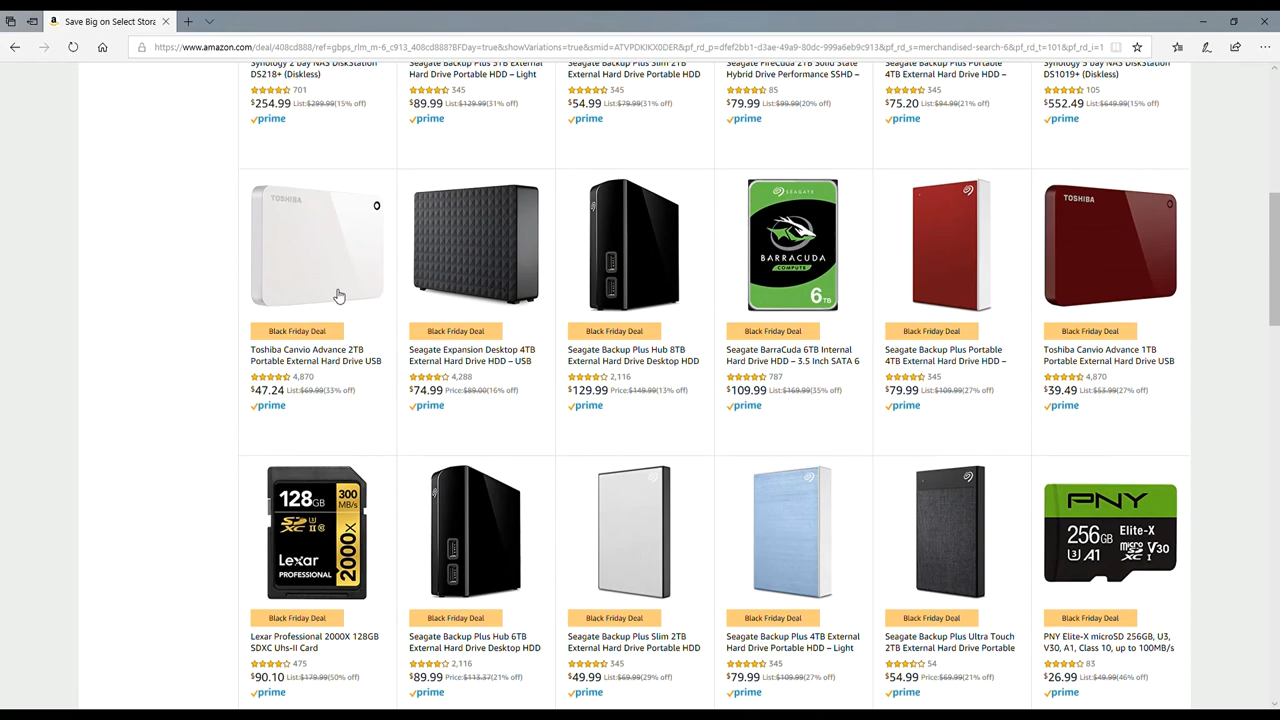 Save Big on Select Stora
https://www.amazon.com/deal/408cd888/ref=gbps_rlm_m-6_c913_408cd888?BFDay=true&showVariations=true&smid=ATVPDKIKX0DER&pf_rd_p=dfef2bb1-d3ae-49a9-80dc-999a6eb9c913&pf_rd_s=merchandised-search-6&pf_rd_t=101&pf_rd_i=1
Synology 2 bay NAS DiskStation
DS218+ (Diskless)
701
$254.99 List:$299.99(15% off)
prime
Seagate Backup Plus 5TB External
Hard Drive Portable HDD – Light
345
$89.99 List:$129.99(31% off)
prime
Seagate Backup Plus Slim 2TB
External Hard Drive Portable HDD
345
$54.99 List:$79.99(31% off)
prime
Seagate FireCuda 2TB Solid State
Hybrid Drive Performance SSHD –
85
$79.99 List:$99.99(20% off)
prime
Seagate Backup Plus Portable
4TB External Hard Drive HDD –
345
$75.20 List:$94.99(21% off)
prime
Synology 5 bay NAS DiskStation
DS1019+ (Diskless)
105
$552.49 List:$649.99(15% off)
prime
TOSHIBA
Black Friday Deal
Toshiba Canvio Advance 2TB
Portable External Hard Drive USB
4,870
$47.24 List:$69.99(33% off)
prime
Black Friday Deal
Seagate Expansion Desktop 4TB
External Hard Drive HDD – USB
4,288
$74.99 Price:$89.00(16% off)
prime
Black Friday Deal
Seagate Backup Plus Hub 8TB
External Hard Drive Desktop HDD
2,116
$129.99 Price:$149.99(13% off)
prime
SEAGATE
BARRACUDA
COMPUTE
6TB
Black Friday Deal
Seagate BarraCuda 6TB Internal
Hard Drive HDD – 3.5 Inch SATA 6
787
$109.99 List:$169.99(35% off)
prime
Black Friday Deal
Seagate Backup Plus Portable
4TB External Hard Drive HDD –
345
$79.99 List:$109.99(27% off)
prime
TOSHIBA
Black Friday Deal
Toshiba Canvio Advance 1TB
Portable External Hard Drive USB
4,870
$39.49 List:$53.99(27% off)
prime
128GB
300
MB/s
SDXC II U3 10
Lexar
PROFESSIONAL
2000X
Black Friday Deal
Lexar Professional 2000X 128GB
SDXC Uhs-II Card
475
$90.10 List:$179.99(50% off)
prime
Black Friday Deal
Seagate Backup Plus Hub 6TB
External Hard Drive Desktop HDD
2,116
$89.99 Price:$113.37(21% off)
prime
Black Friday Deal
Seagate Backup Plus Slim 2TB
External Hard Drive Portable HDD
345
$49.99 List:$69.99(29% off)
prime
Black Friday Deal
Seagate Backup Plus 4TB External
Hard Drive Portable HDD – Light
345
$79.99 List:$109.99(27% off)
prime
Black Friday Deal
Seagate Backup Plus Ultra Touch
2TB External Hard Drive Portable
54
$54.99 Price:$69.99(21% off)
prime
PNY
256GB
Elite-X
U3 A1
micro SDXC I V30
Black Friday Deal
PNY Elite-X microSD 256GB, U3,
V30, A1, Class 10, up to 100MB/s
83
$26.99 List:$49.99(46% off)
prime